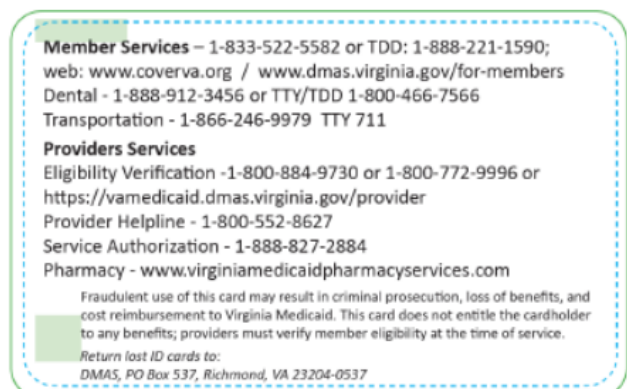 Member Services – 1-833-522-5582 or TDD: 1-888-221-1590;
web: www.coverva.org / www.dmas.virginia.gov/for-members
Dental - 1-888-912-3456 or TTY/TDD 1-800-466-7566
Transportation - 1-866-246-9979 TTY 711
Providers Services
Eligibility Verification -1-800-884-9730 or 1-800-772-9996 or
https://vamedicaid.dmas.virginia.gov/provider
Provider Helpline - 1-800-552-8627
Service Authorization - 1-888-827-2884
Pharmacy - www.virginiamedicaidpharmacyservices.com
Fraudulent use of this card may result in criminal prosecution, loss of benefits, and
cost reimbursement to Virginia Medicaid. This card does not entitle the cardholder
to any benefits; providers must verify member eligibility at the time of service.
Return lost ID cards to:
DMAS, PO Box 537, Richmond, VA 23204-0537